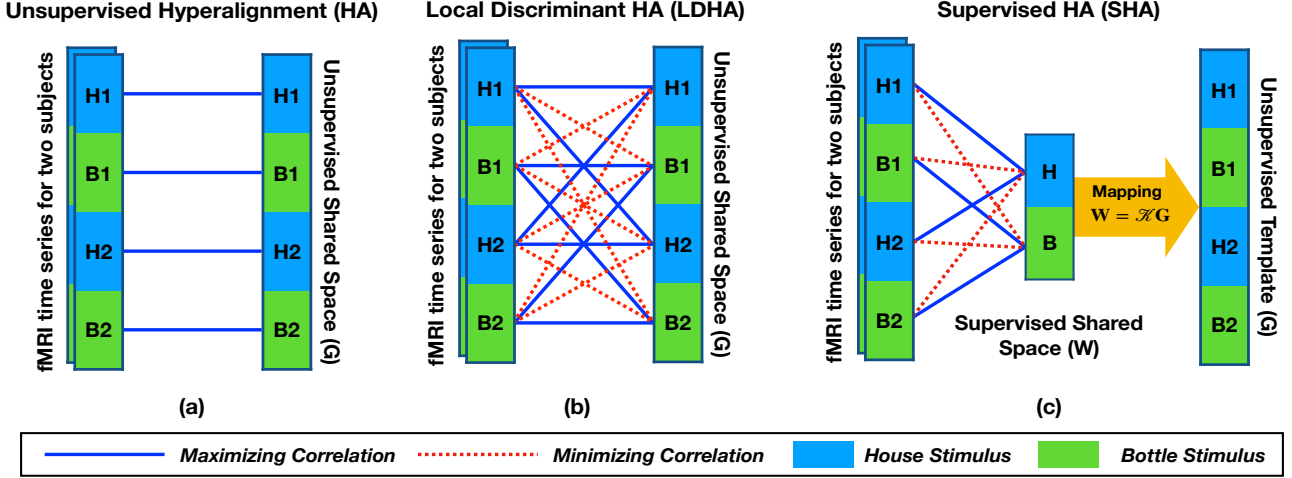 Unsupervised Hyperalignment (HA)
fMRI time series for two subjects
H1
B1
H2
B2
H1
B1
H2
B2
Unsupervised Shared Space (G)
(a)
Local Discriminant HA (LDHA)
fMRI time series for two subjects
H1
B1
H2
B2
H1
B1
H2
B2
Unsupervised Shared Space (G)
(b)
Supervised HA (SHA)
fMRI time series for two subjects
H1
B1
H2
B2
H
B
Supervised Shared
Space (W)
Mapping
W = 𝒦G
H1
B1
H2
B2
Unsupervised Template (G)
(c)
Maximizing Correlation
Minimizing Correlation
House Stimulus
Bottle Stimulus